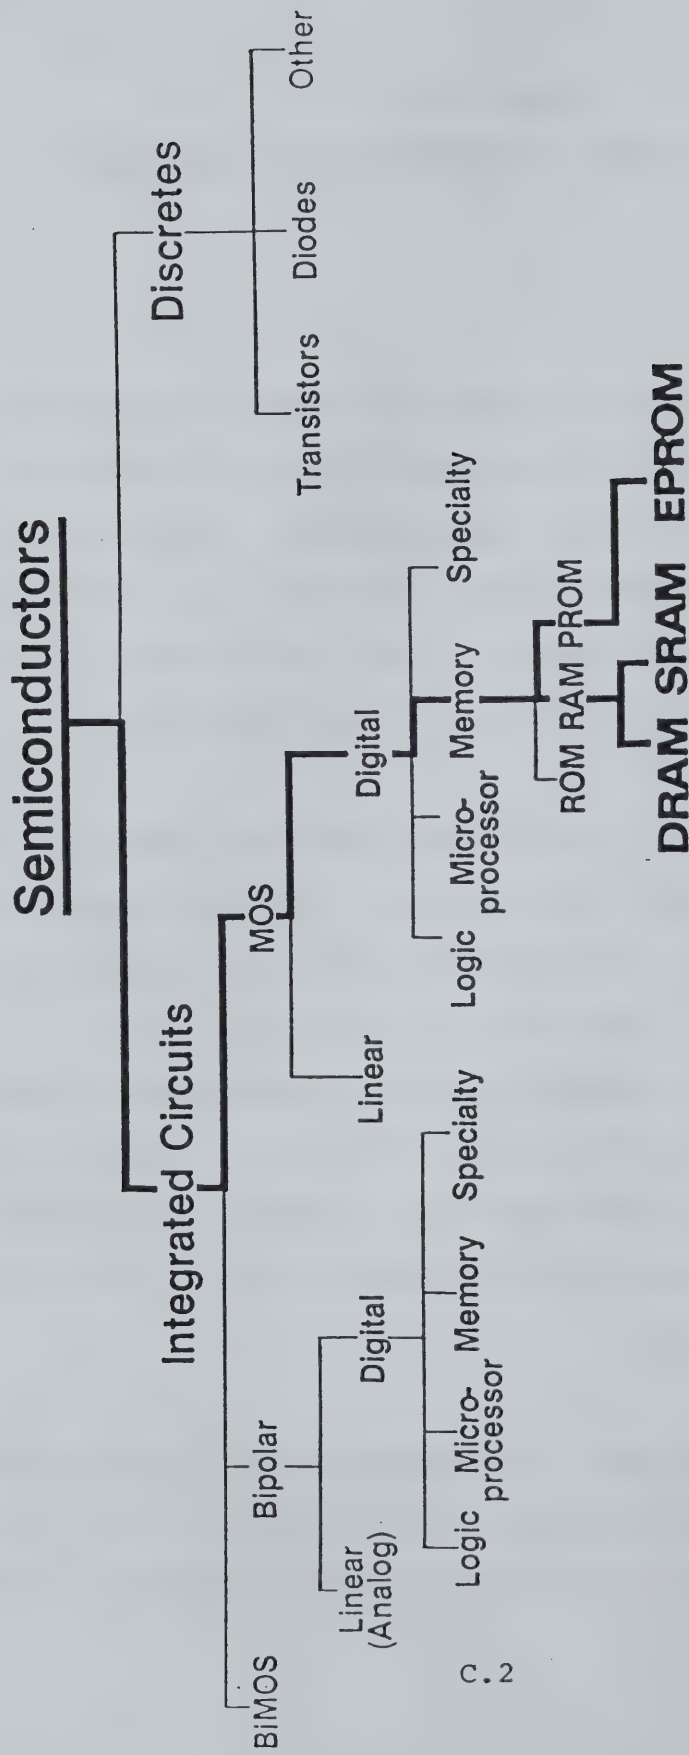 Semiconductors
Integrated Circuits
Discretes
BiMOS
Bipolar
MOS
Transistors
Diodes
Other
Linear
(Analog)
Digital
Linear
Digital
Logic
Micro-
processor
Memory
Specialty
Logic
Micro-
processor
Memory
Specialty
ROM RAM PROM
DRAM SRAM EPROM
C.2